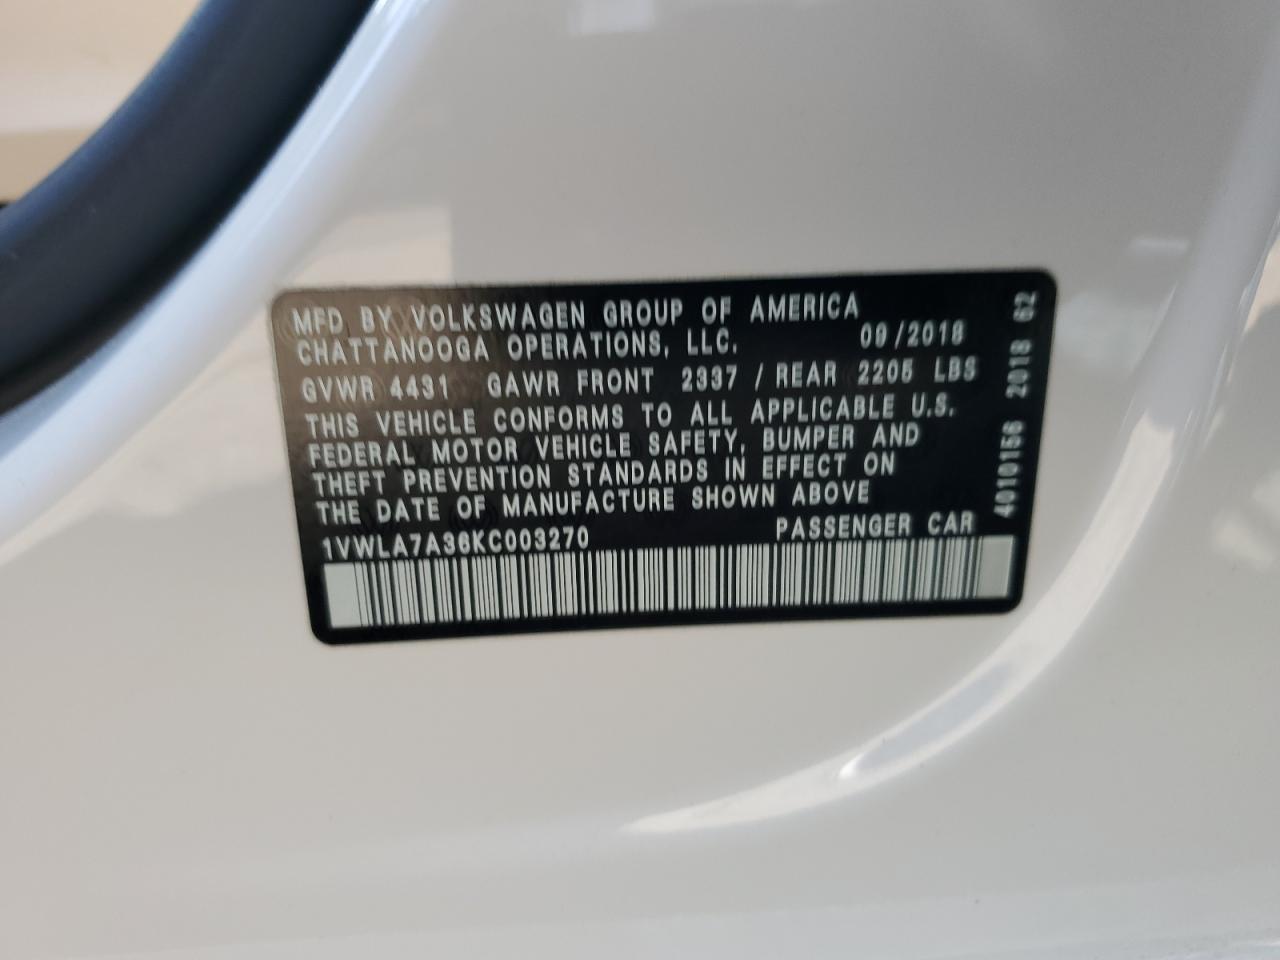 MFD BY VOLKSWAGEN GROUP OF AMERICA
CHATTANOOGA OPERATIONS, LLC. 09/2018
GVWR 4431 GAWR FRONT 2337 / REAR 2205 LBS
THIS VEHICLE CONFORMS TO ALL APPLICABLE U.S.
FEDERAL MOTOR VEHICLE SAFETY, BUMPER AND
THEFT PREVENTION STANDARDS IN EFFECT ON
THE DATE OF MANUFACTURE SHOWN ABOVE
1VWLA7A36KC003270 PASSENGER CAR
4010156 2018 62